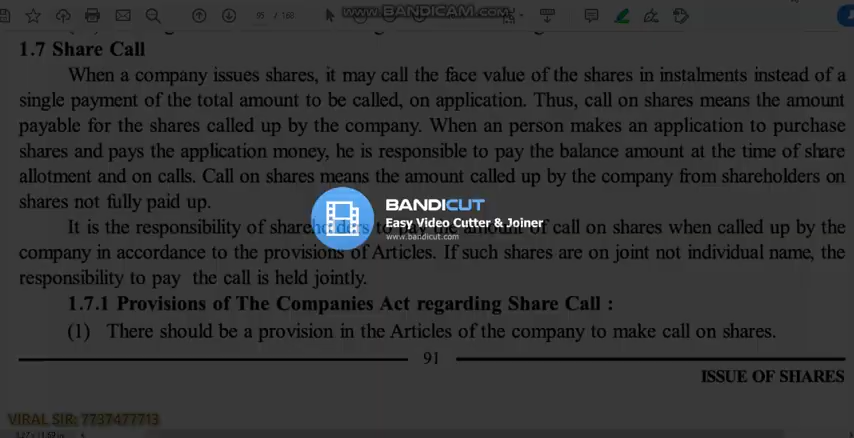 95 / 168
www.BANDICAM.com
1.7 Share Call
When a company issues shares, it may call the face value of the shares in instalments instead of a
single payment of the total amount to be called, on application. Thus, call on shares means the amount
payable for the shares called up by the company. When an person makes an application to purchase
shares and pays the application money, he is responsible to pay the balance amount at the time of share
allotment and on calls. Call on shares means the amount called up by the company from shareholders on
shares not fully paid up.
BANDICUT
Easy Video Cutter & Joiner
www.bandicut.com
It is the responsibility of shareholders to pay the amount of call on shares when called up by the
company in accordance to the provisions of Articles. If such shares are on joint not individual name, the
responsibility to pay the call is held jointly.
1.7.1 Provisions of The Companies Act regarding Share Call :
(1) There should be a provision in the Articles of the company to make call on shares.
91
ISSUE OF SHARES
VIRAL SIR: 7737477713